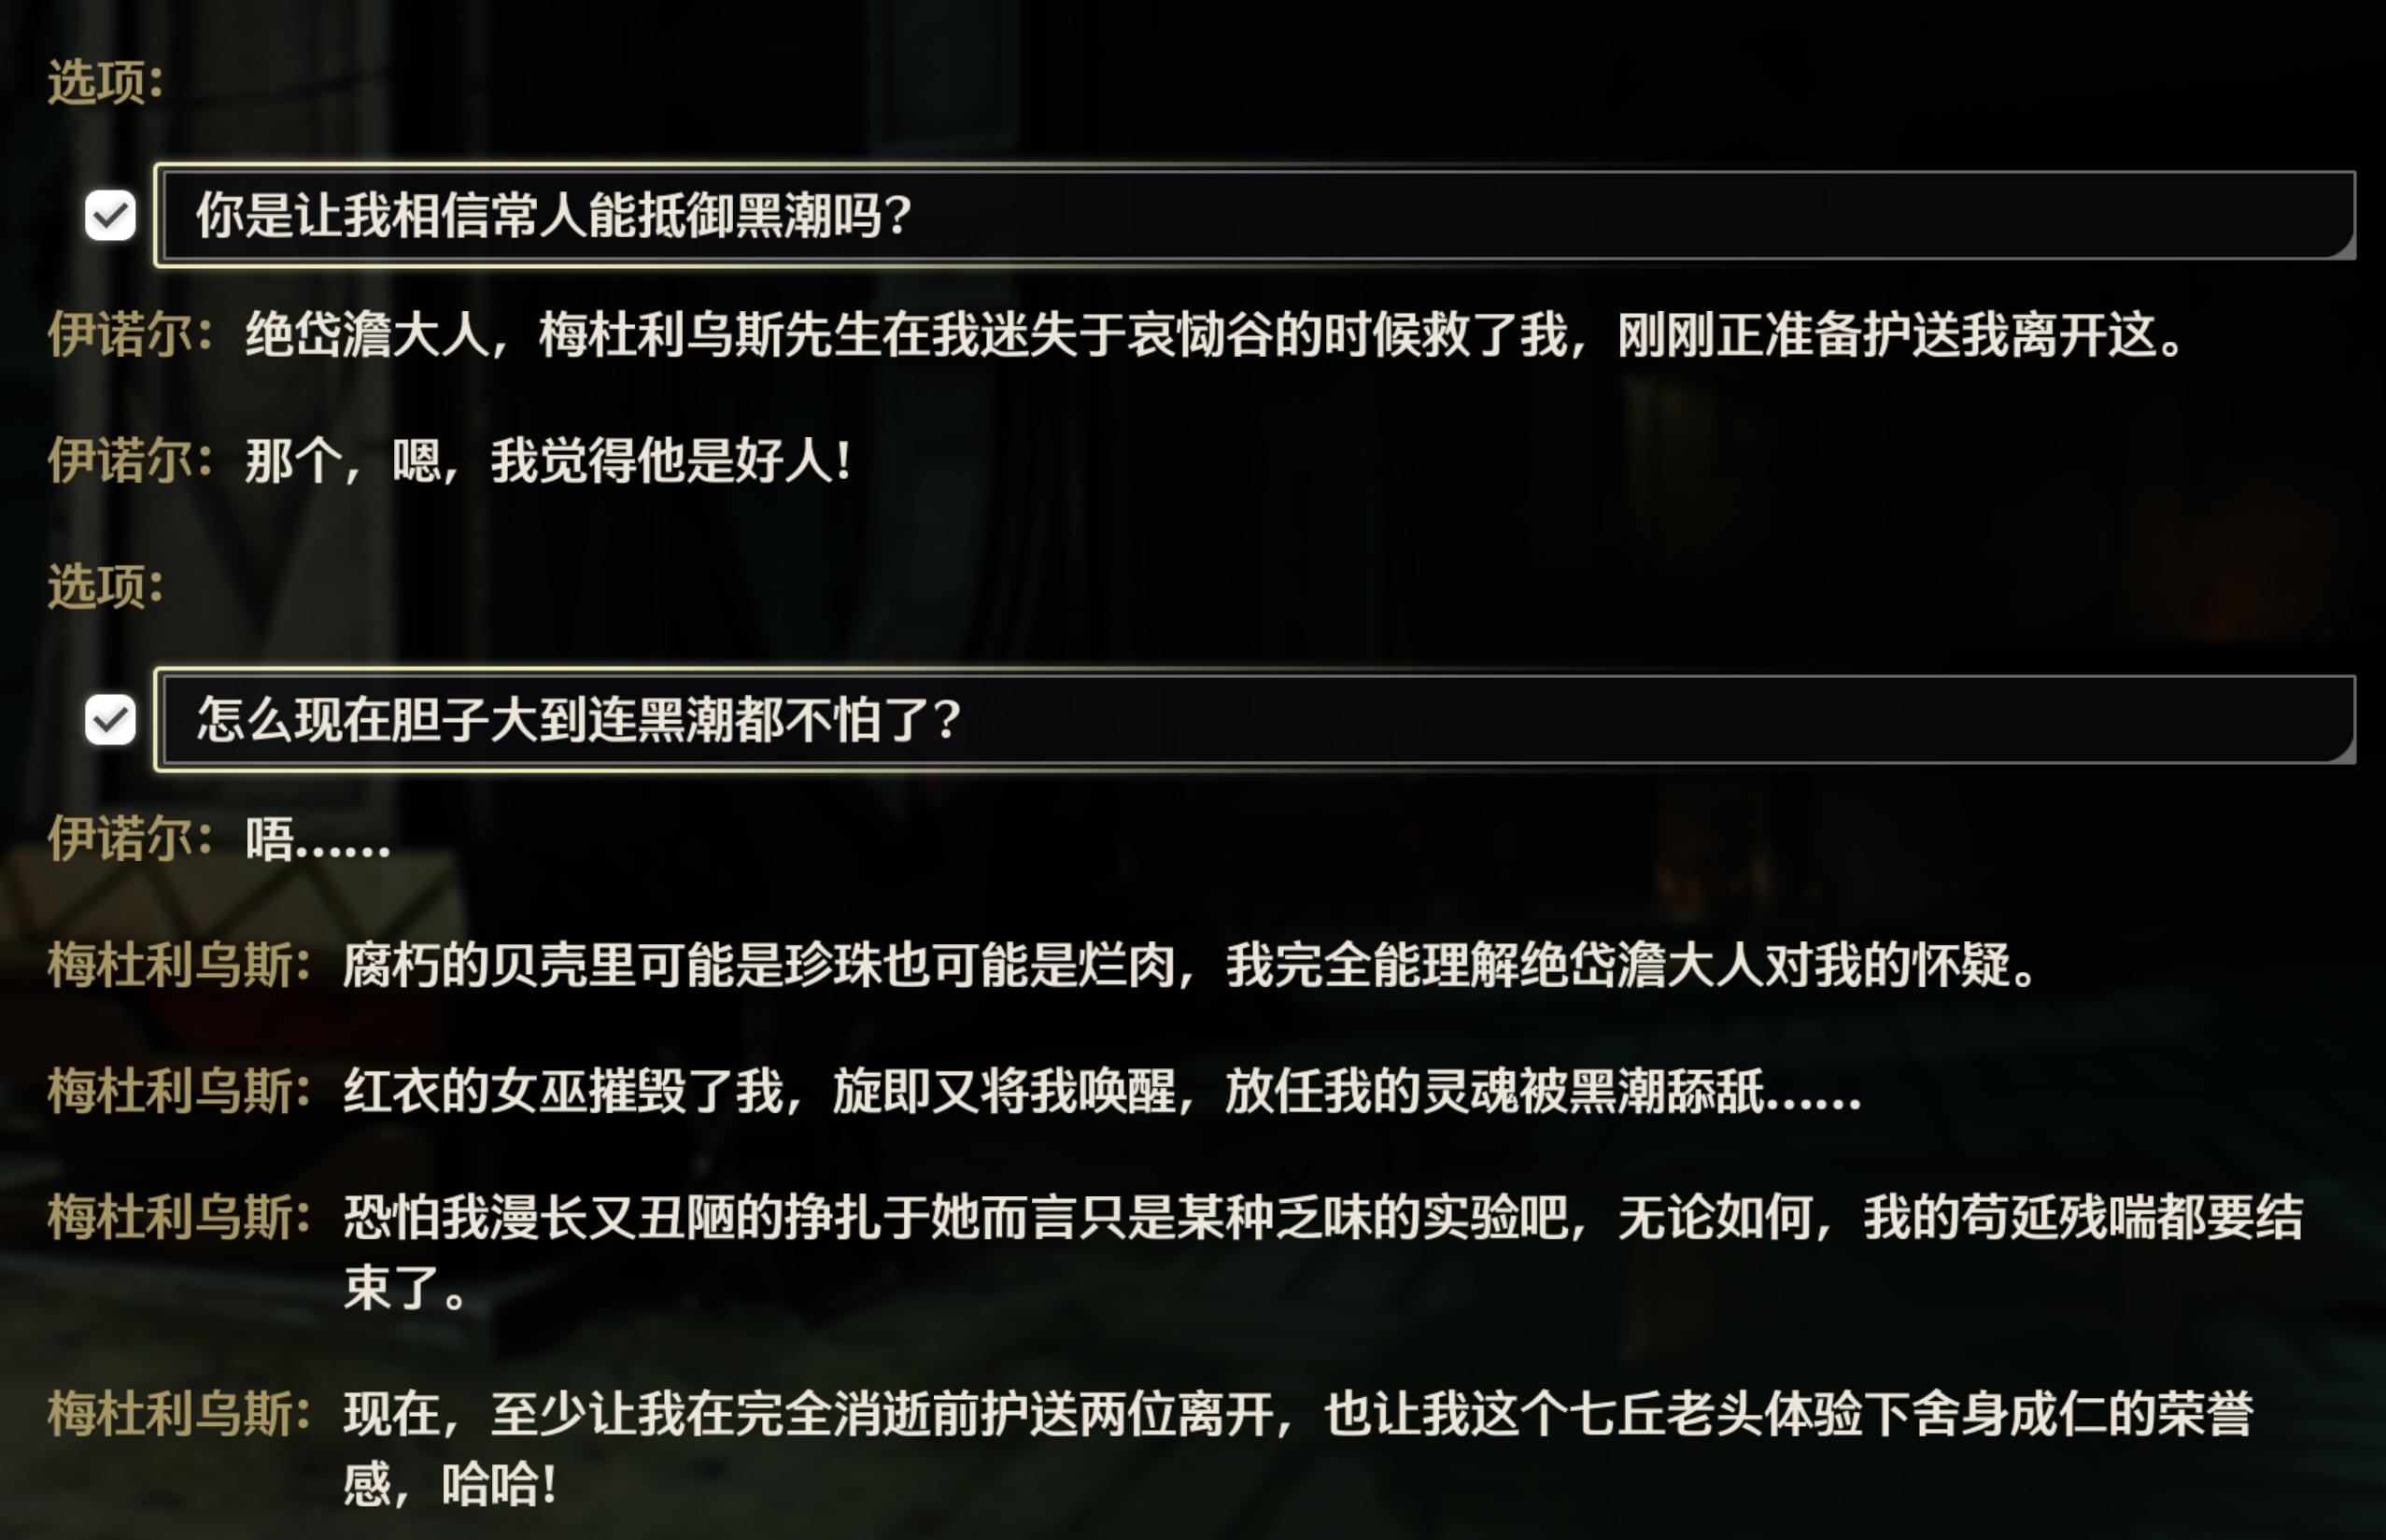 选项：
你是让我相信常人能抵御黑潮吗？
伊诺尔：绝岱澹大人，梅杜利乌斯先生在我迷失于哀恸谷的时候救了我，刚刚正准备护送我离开这。
伊诺尔：那个，嗯，我觉得他是好人！
选项：
怎么现在胆子大到连黑潮都不怕了？
伊诺尔：唔……
梅杜利乌斯：腐朽的贝壳里可能是珍珠也可能是烂肉，我完全能理解绝岱澹大人对我的怀疑。
梅杜利乌斯：红衣的女巫摧毁了我，旋即又将我唤醒，放任我的灵魂被黑潮舔舐……
梅杜利乌斯：恐怕我漫长又丑陋的挣扎于她而言只是某种乏味的实验吧，无论如何，我的苟延残喘都要结
束了。
梅杜利乌斯：现在，至少让我在完全消逝前护送两位离开，也让我这个七丘老头体验下舍身成仁的荣誉
感，哈哈！